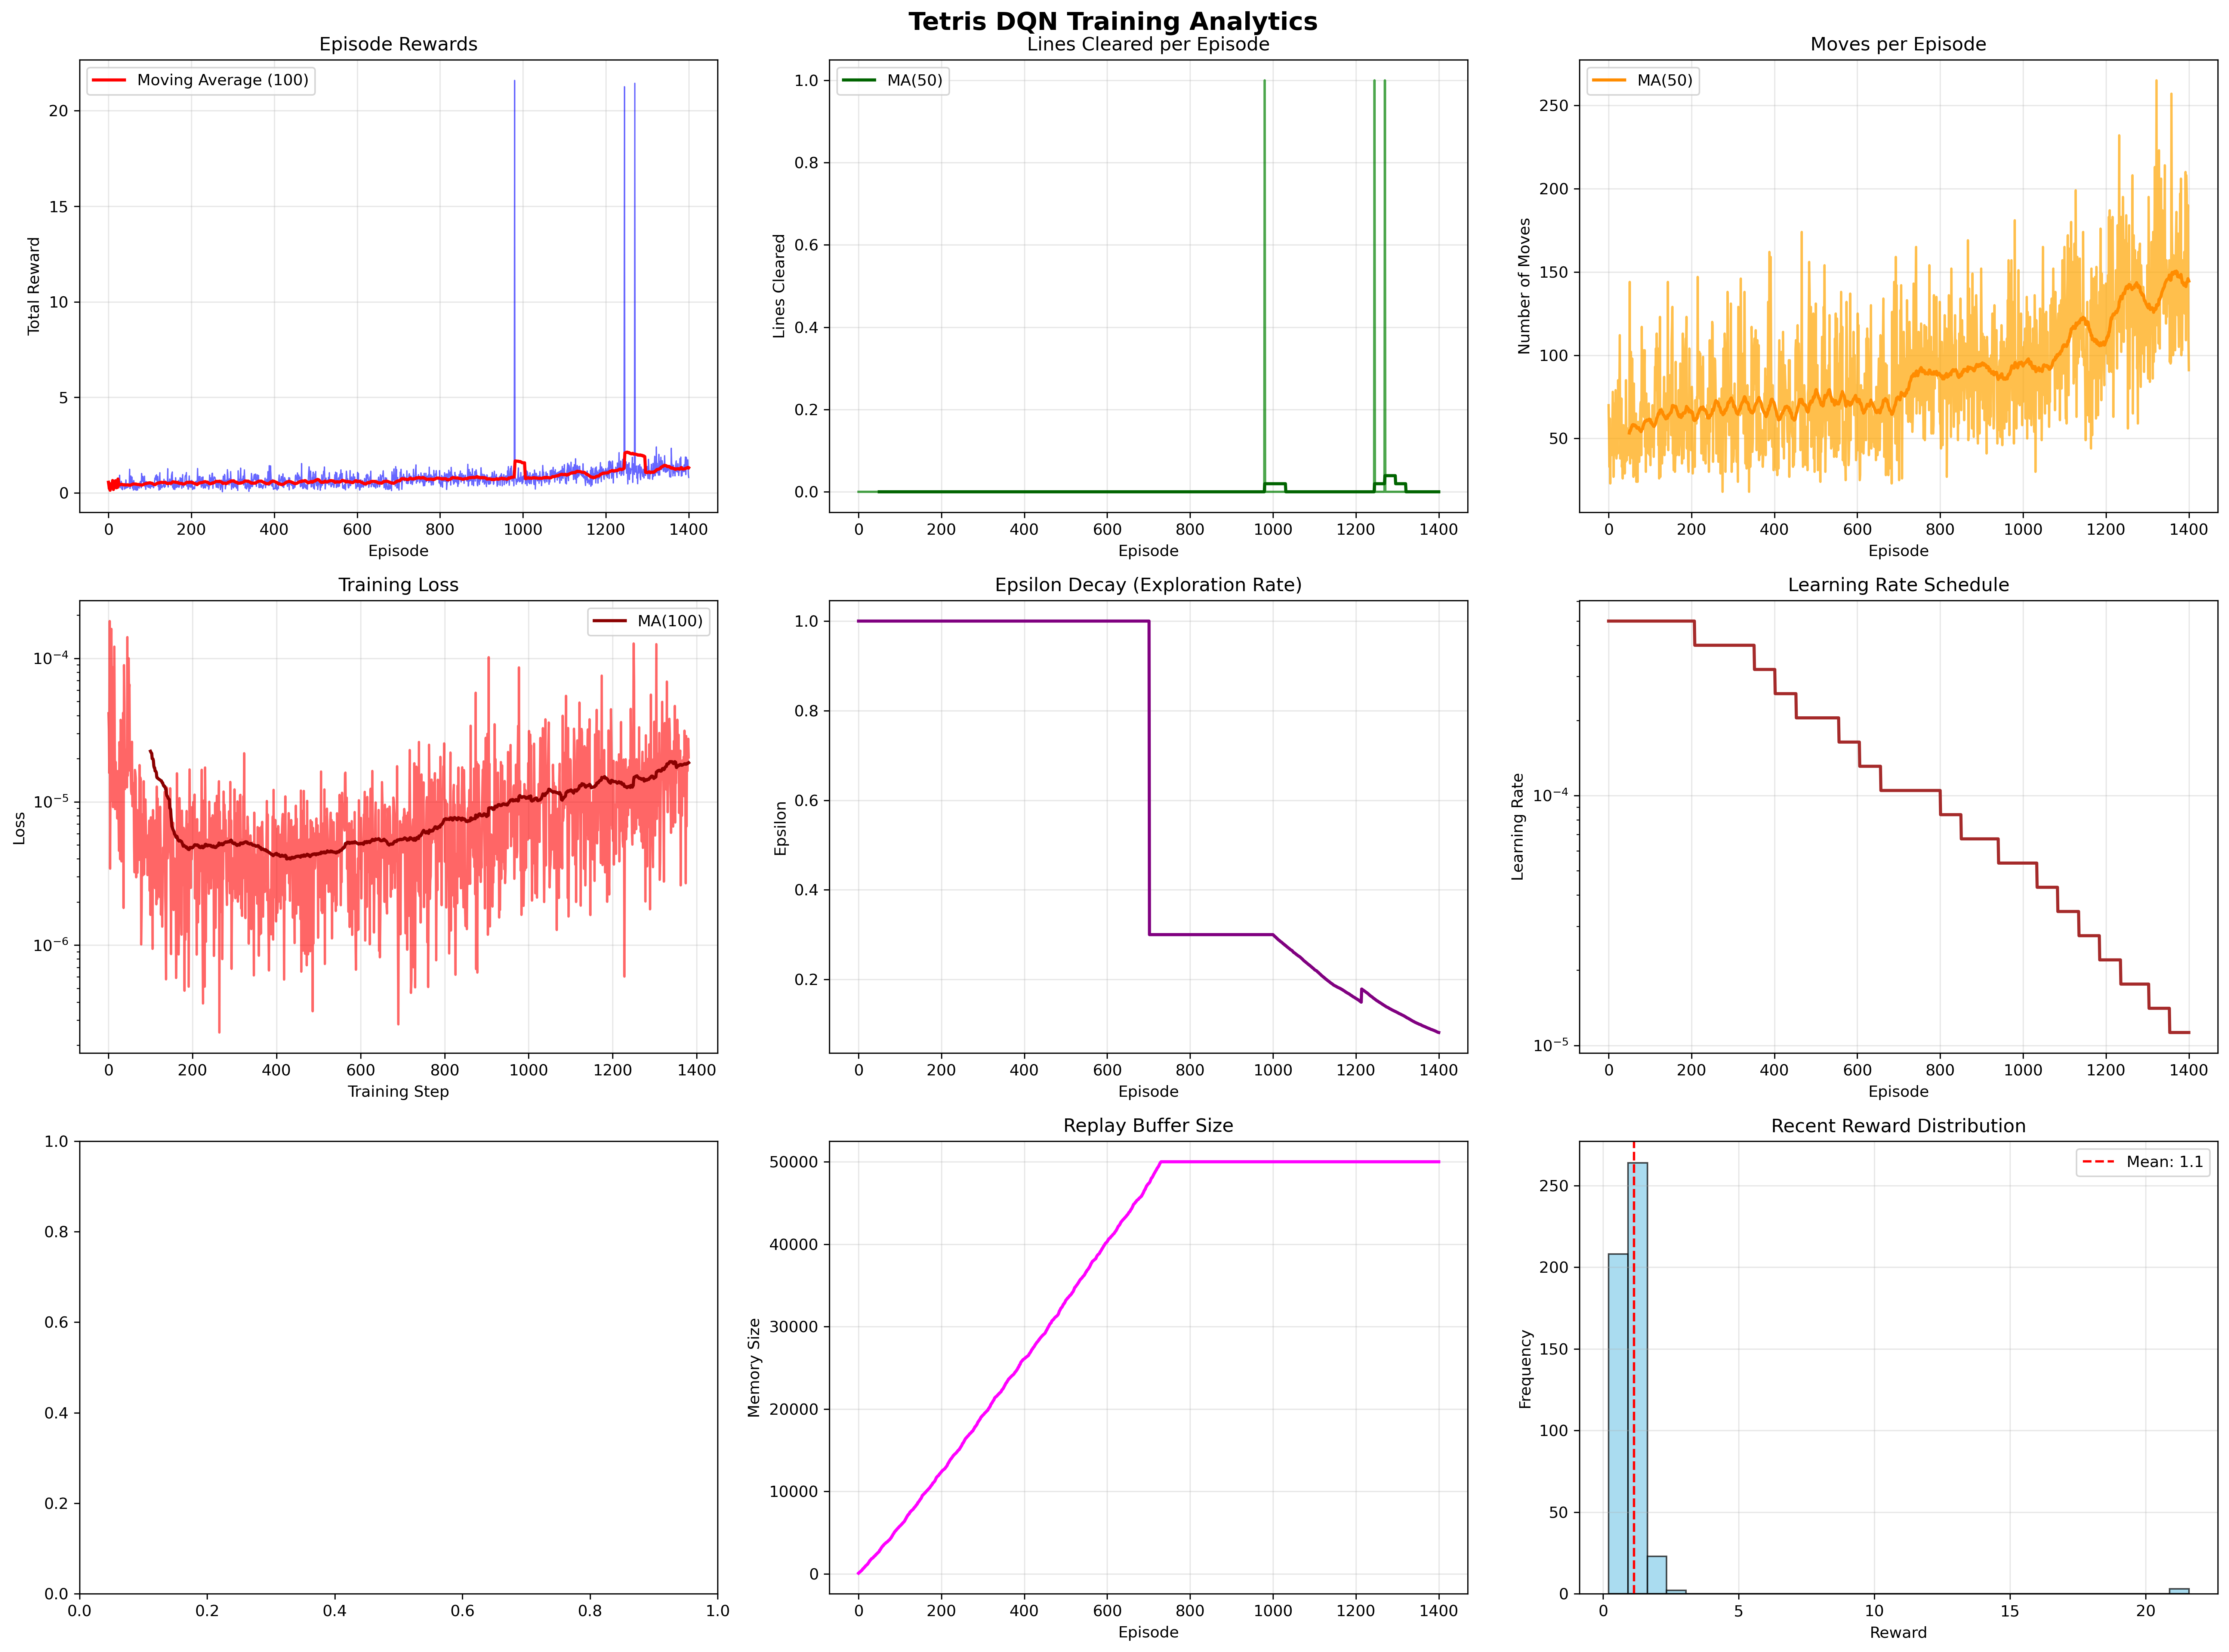 Tetris DQN Training Analytics
Episode Rewards
Moving Average (100)
20
15
10
5
0
Total Reward
0 200 400 600 800 1000 1200 1400
Episode
Lines Cleared per Episode
MA(50)
1.0
0.8
0.6
0.4
0.2
0.0
Lines Cleared
0 200 400 600 800 1000 1200 1400
Episode
Moves per Episode
MA(50)
250
200
150
100
50
Number of Moves
0 200 400 600 800 1000 1200 1400
Episode
Training Loss
MA(100)
10⁻⁴
10⁻⁵
10⁻⁶
Loss
0 200 400 600 800 1000 1200 1400
Training Step
Epsilon Decay (Exploration Rate)
1.0
0.8
0.6
0.4
0.2
Epsilon
0 200 400 600 800 1000 1200 1400
Episode
Learning Rate Schedule
10⁻⁴
10⁻⁵
Learning Rate
0 200 400 600 800 1000 1200 1400
Episode
1.0
0.8
0.6
0.4
0.2
0.0
0.0 0.2 0.4 0.6 0.8 1.0
Replay Buffer Size
50000
40000
30000
20000
10000
0
Memory Size
0 200 400 600 800 1000 1200 1400
Episode
Recent Reward Distribution
Mean: 1.1
250
200
150
100
50
0
Frequency
0 5 10 15 20
Reward